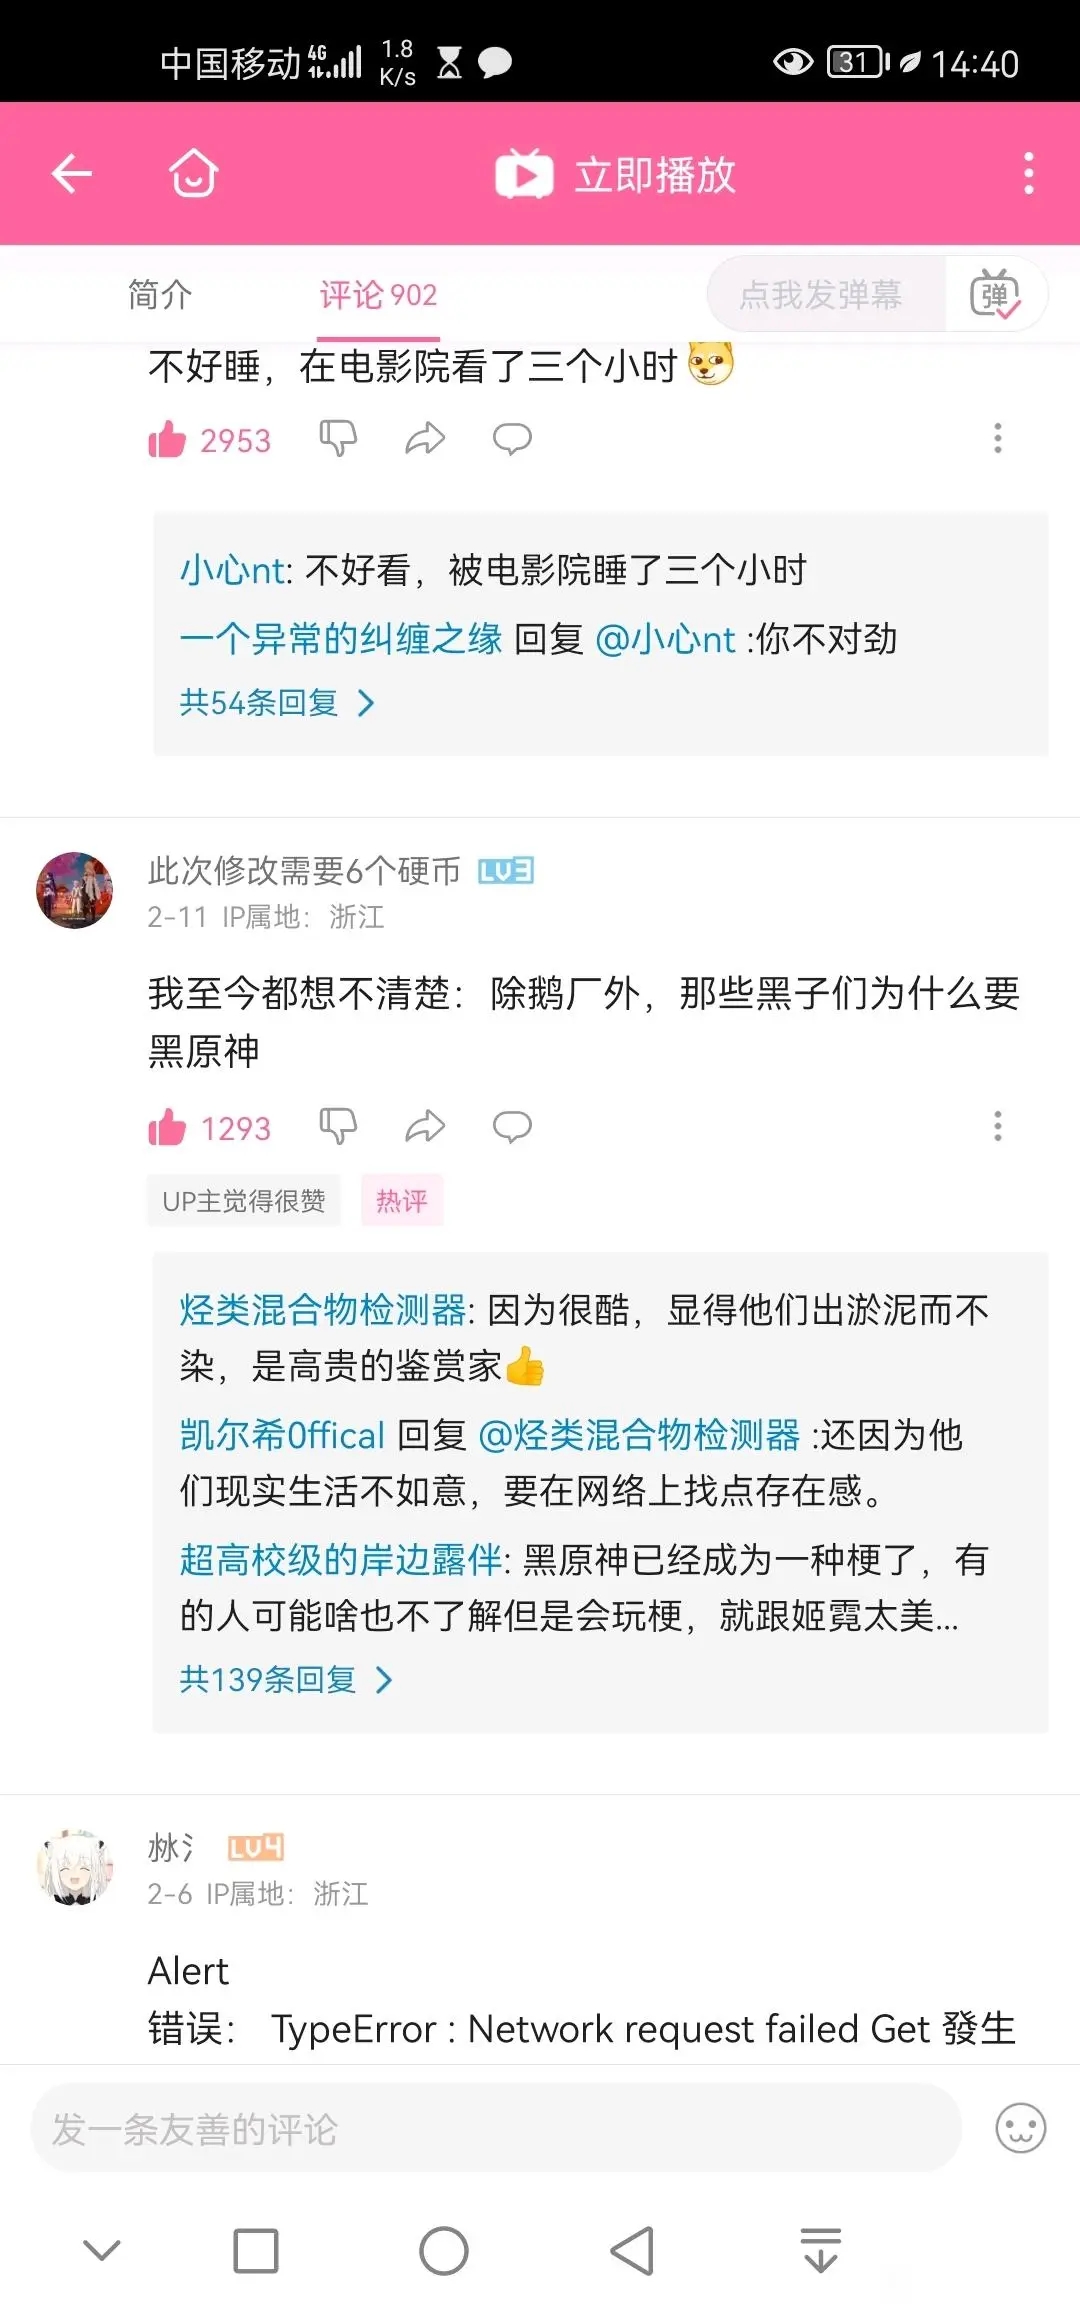 中国移动 4G 1.8 K/s 31 14:40
立即播放
简介 评论 902 点我发弹幕 弹
不好睡，在电影院看了三个小时
2953
小心nt: 不好看，被电影院睡了三个小时
一个异常的纠缠之缘 回复 @小心nt :你不对劲
共54条回复
此次修改需要6个硬币 LV3
2-11 IP属地：浙江
我至今都想不清楚：除鹅厂外，那些黑子们为什么要
黑原神
1293
UP主觉得很赞 热评
烃类混合物检测器: 因为很酷，显得他们出淤泥而不
染，是高贵的鉴赏家
凯尔希0ffical 回复 @烃类混合物检测器 :还因为他
们现实生活不如意，要在网络上找点存在感。
超高校级的岸边露伴: 黑原神已经成为一种梗了，有
的人可能啥也不了解但是会玩梗，就跟姬霓太美...
共139条回复
LV4
2-6 IP属地：浙江
Alert
错误： TypeError : Network request failed Get 發生
发一条友善的评论